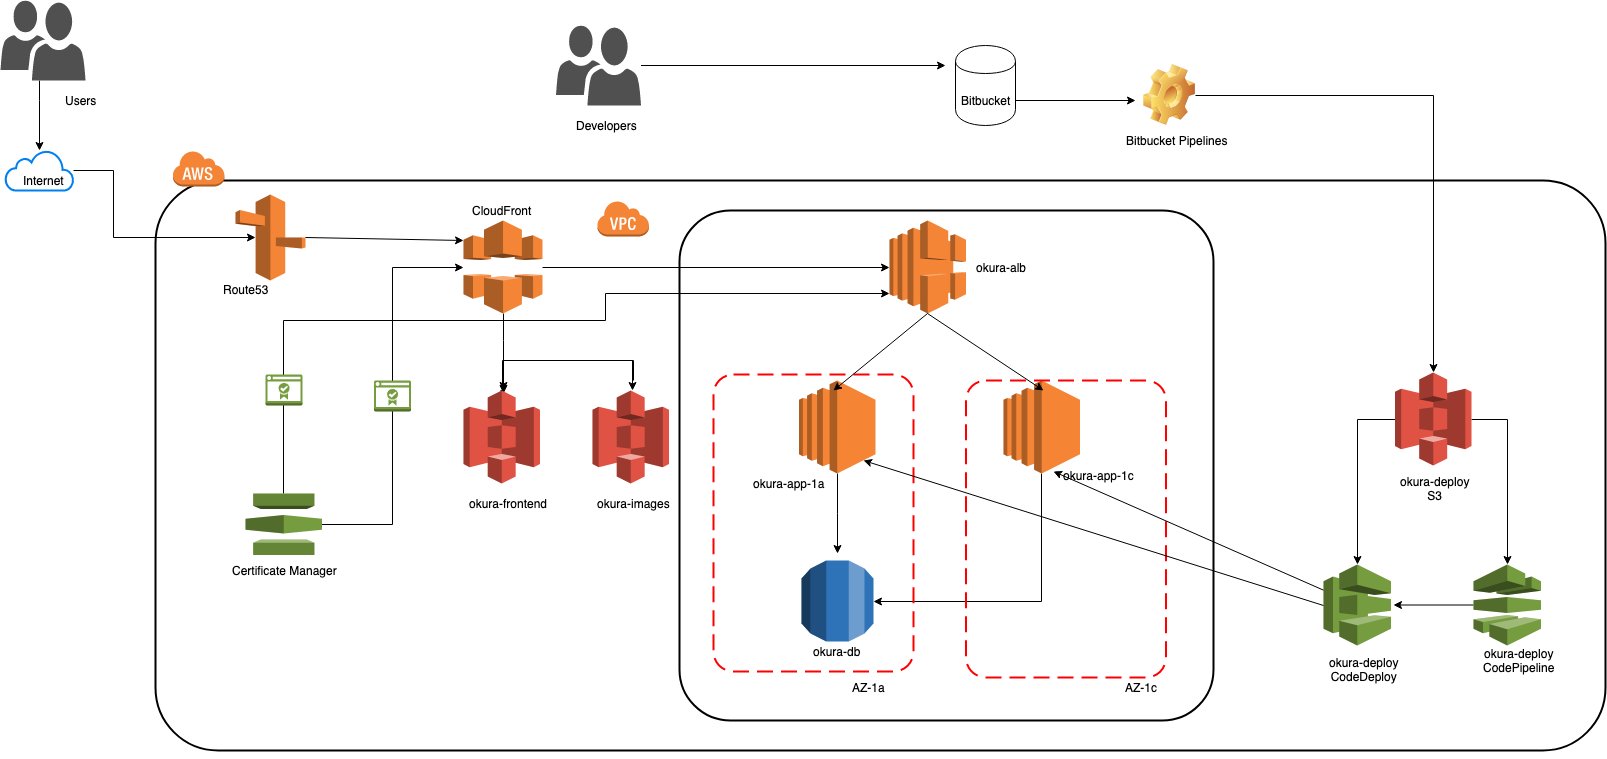 Users
Developers
Bitbucket
Bitbucket Pipelines
Internet
AWS
CloudFront
VPC
Route53
okura-alb
okura-app-1a
okura-app-1c
okura-deploy
S3
okura-frontend
okura-images
Certificate Manager
okura-db
okura-deploy
CodeDeploy
okura-deploy
CodePipeline
AZ-1a
AZ-1c